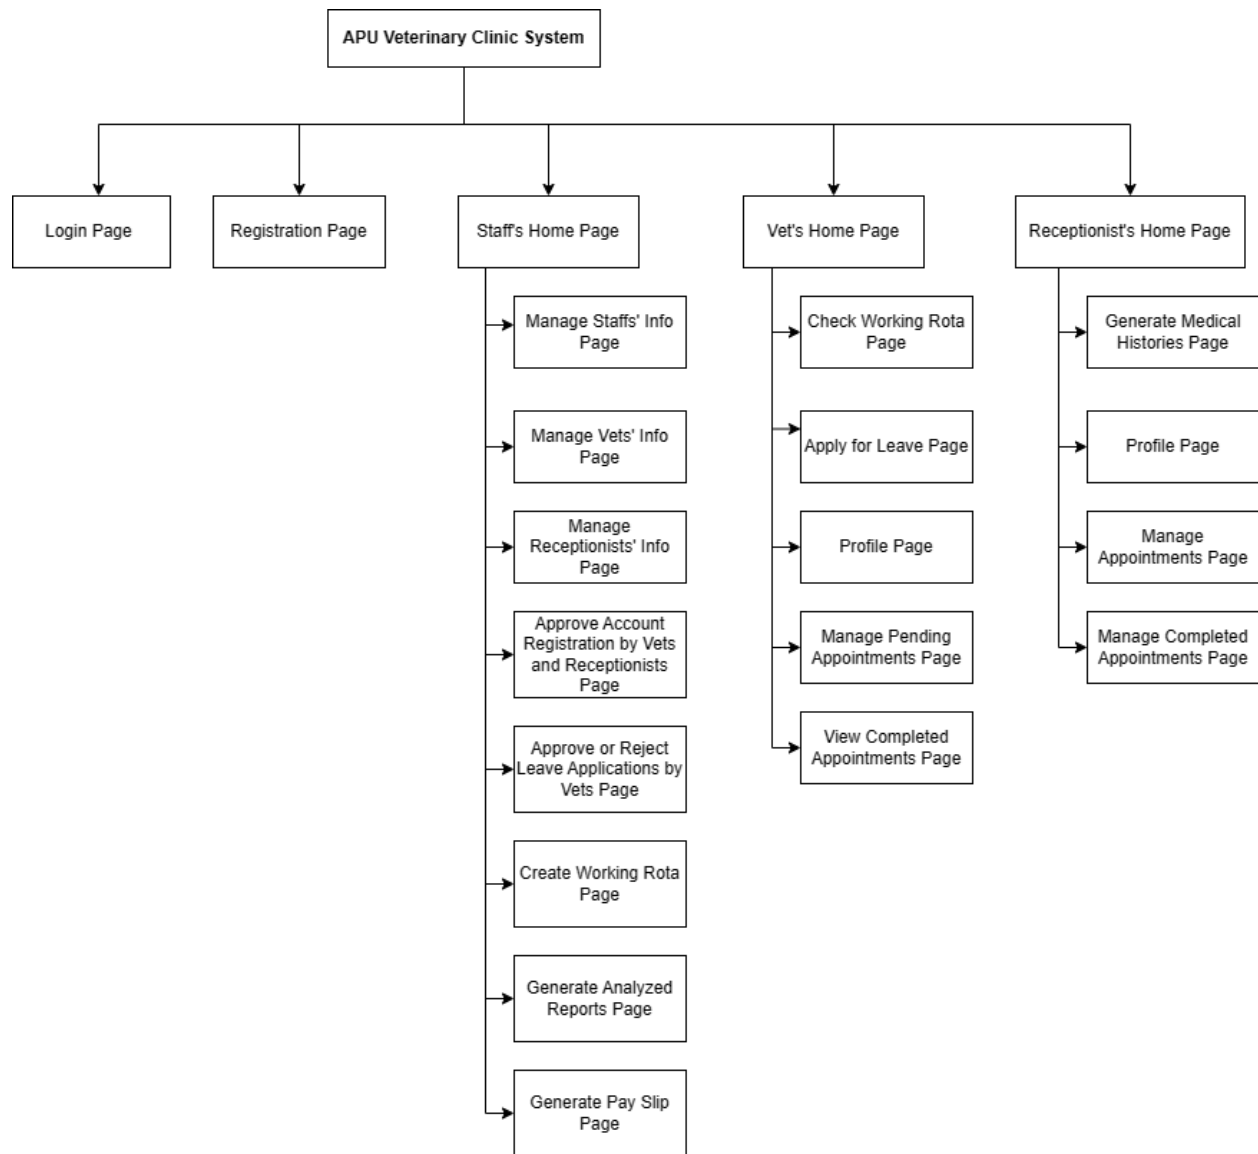 APU Veterinary Clinic System
Login Page
Registration Page
Staff's Home Page
Vet's Home Page
Receptionist's Home Page
Manage Staffs' Info
Page
Manage Vets' Info
Page
Manage
Receptionists' Info
Page
Approve Account
Registration by Vets
and Receptionists
Page
Approve or Reject
Leave Applications by
Vets Page
Create Working Rota
Page
Generate Analyzed
Reports Page
Generate Pay Slip
Page
Check Working Rota
Page
Apply for Leave Page
Profile Page
Manage Pending
Appointments Page
View Completed
Appointments Page
Generate Medical
Histories Page
Profile Page
Manage
Appointments Page
Manage Completed
Appointments Page